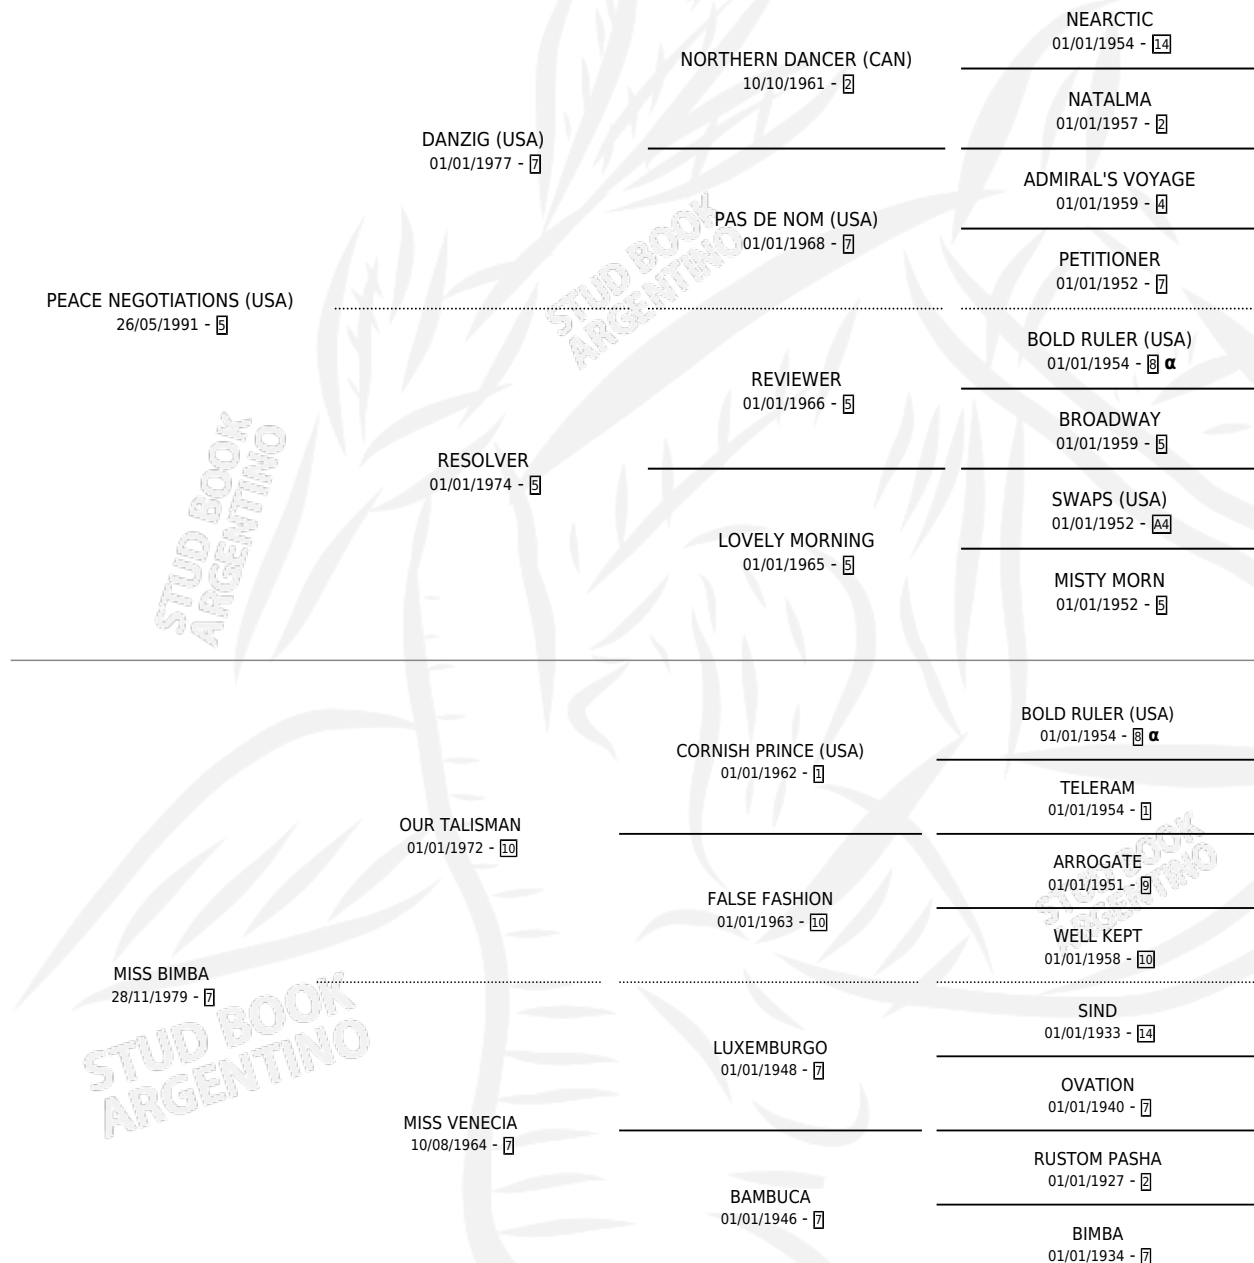 NEARCTIC
01/01/1954 - 14
NORTHERN DANCER (CAN)
10/10/1961 - 2
NATALMA
01/01/1957 - 2
DANZIG (USA)
01/01/1977 - 7
ADMIRAL'S VOYAGE
01/01/1959 - 4
PAS DE NOM (USA)
01/01/1968 - 7
PETITIONER
01/01/1952 - 7
PEACE NEGOTIATIONS (USA)
26/05/1991 - 5
BOLD RULER (USA)
01/01/1954 - 8 α
REVIEWER
01/01/1966 - 5
BROADWAY
01/01/1959 - 5
RESOLVER
01/01/1974 - 5
SWAPS (USA)
01/01/1952 - A4
LOVELY MORNING
01/01/1965 - 5
MISTY MORN
01/01/1952 - 5
BOLD RULER (USA)
01/01/1954 - 8 α
CORNISH PRINCE (USA)
01/01/1962 - 1
TELERAM
01/01/1954 - 1
OUR TALISMAN
01/01/1972 - 10
ARROGATE
01/01/1951 - 9
FALSE FASHION
01/01/1963 - 10
WELL KEPT
01/01/1958 - 10
MISS BIMBA
28/11/1979 - 7
SIND
01/01/1933 - 14
LUXEMBURGO
01/01/1948 - 7
OVATION
01/01/1940 - 7
MISS VENECIA
10/08/1964 - 7
RUSTOM PASHA
01/01/1927 - 2
BAMBUCA
01/01/1946 - 7
BIMBA
01/01/1934 - 7
STUD BOOK
ARGENTINO
STUD BOOK
ARGENTINO
STUD BOOK
ARGENTINO
STUD BOOK
ARGENTINO